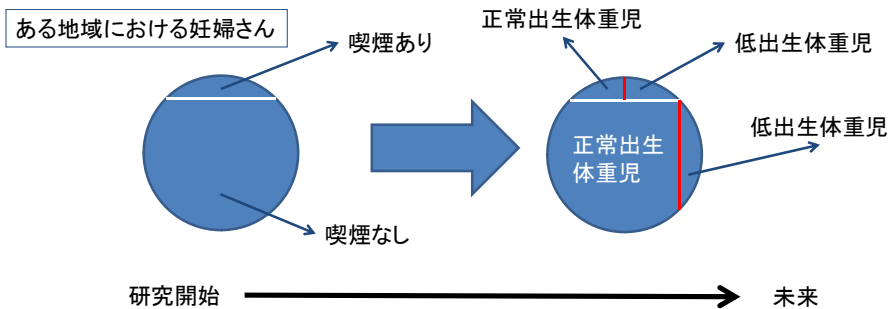 ある地域における妊婦さん
喫煙あり
喫煙なし
正常出生体重児
低出生体重児
正常出生
体重児
低出生体重児
研究開始
未来